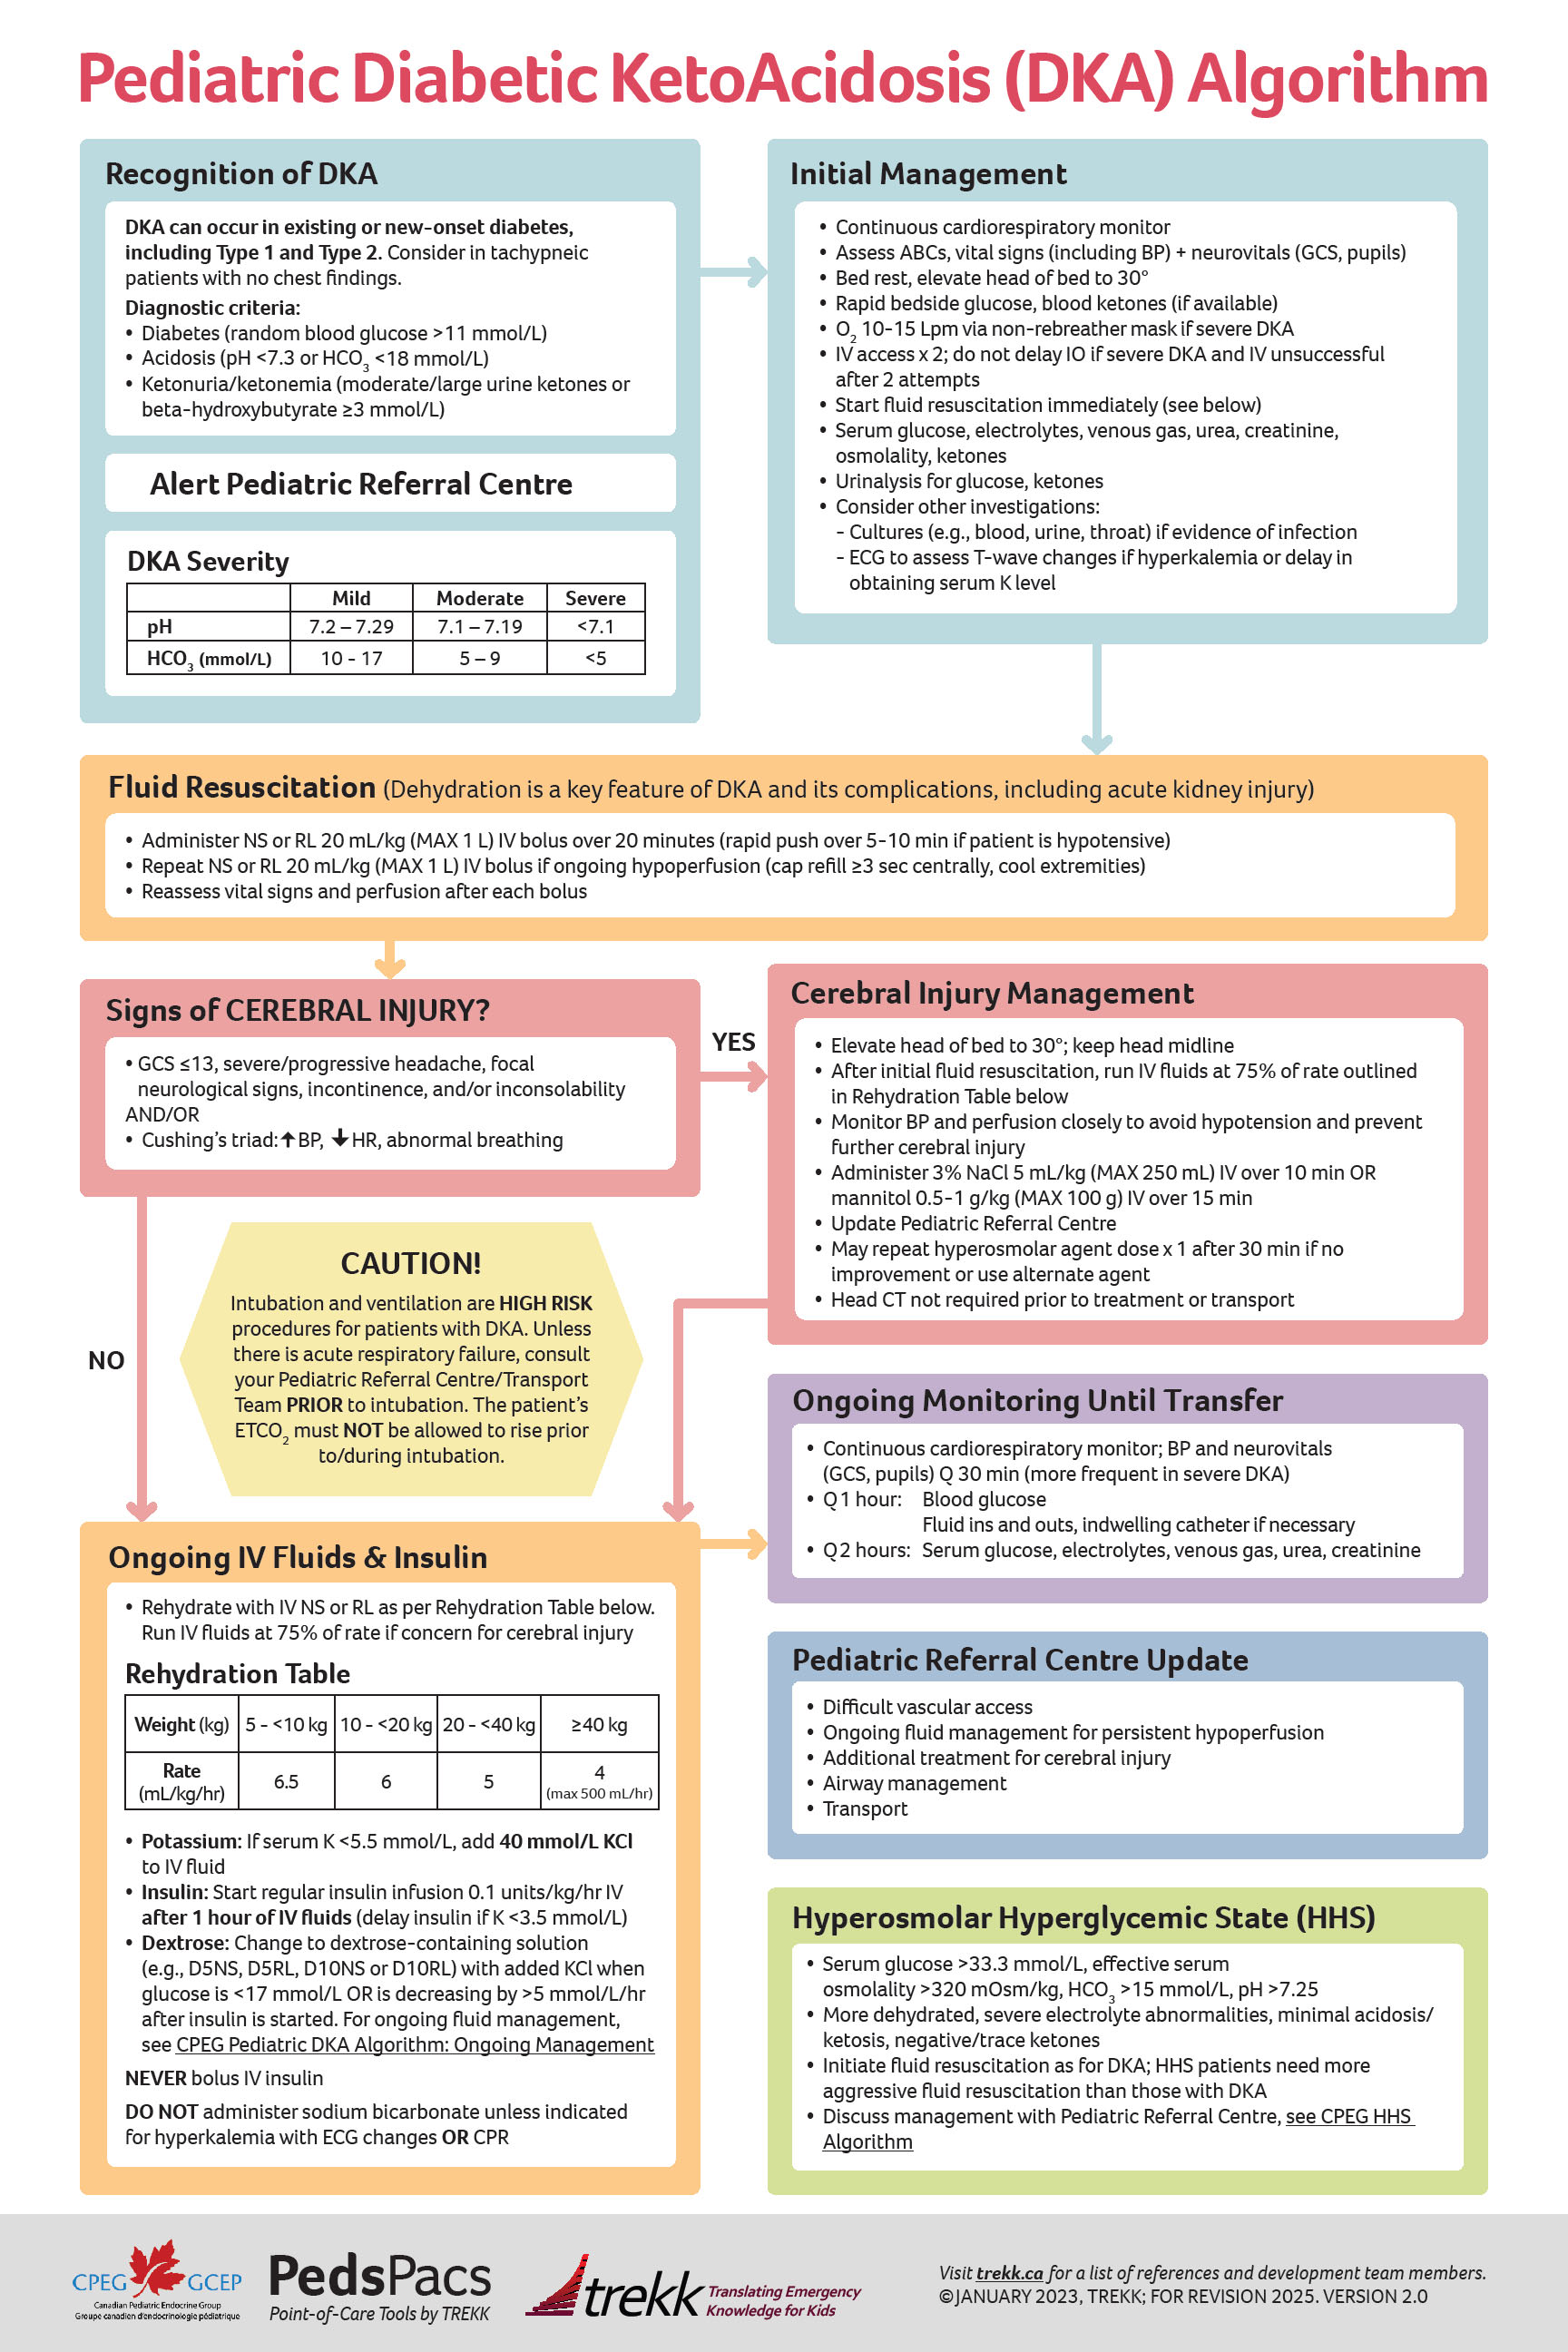 Pediatric Diabetic KetoAcidosis (DKA) Algorithm
Recognition of DKA
DKA can occur in existing or new-onset diabetes,
including Type 1 and Type 2. Consider in tachypneic
patients with no chest findings.
Diagnostic criteria:
• Diabetes (random blood glucose >11 mmol/L)
• Acidosis (pH <7.3 or HCO3 <18 mmol/L)
• Ketonuria/ketonemia (moderate/large urine ketones or
beta-hydroxybutyrate ≥3 mmol/L)
Alert Pediatric Referral Centre
DKA Severity
Mild Moderate Severe
pH 7.2 – 7.29 7.1 – 7.19 <7.1
HCO3 (mmol/L) 10 - 17 5 – 9 <5
Initial Management
• Continuous cardiorespiratory monitor
• Assess ABCs, vital signs (including BP) + neurovitals (GCS, pupils)
• Bed rest, elevate head of bed to 30°
• Rapid bedside glucose, blood ketones (if available)
• O2 10-15 Lpm via non-rebreather mask if severe DKA
• IV access x 2; do not delay IO if severe DKA and IV unsuccessful
after 2 attempts
• Start fluid resuscitation immediately (see below)
• Serum glucose, electrolytes, venous gas, urea, creatinine,
osmolality, ketones
• Urinalysis for glucose, ketones
• Consider other investigations:
- Cultures (e.g., blood, urine, throat) if evidence of infection
- ECG to assess T-wave changes if hyperkalemia or delay in
obtaining serum K level
Fluid Resuscitation (Dehydration is a key feature of DKA and its complications, including acute kidney injury)
• Administer NS or RL 20 mL/kg (MAX 1 L) IV bolus over 20 minutes (rapid push over 5-10 min if patient is hypotensive)
• Repeat NS or RL 20 mL/kg (MAX 1 L) IV bolus if ongoing hypoperfusion (cap refill ≥3 sec centrally, cool extremities)
• Reassess vital signs and perfusion after each bolus
Signs of CEREBRAL INJURY?
• GCS ≤13, severe/progressive headache, focal
neurological signs, incontinence, and/or inconsolability
AND/OR
• Cushing's triad: ↑ BP, ↓ HR, abnormal breathing
YES
NO
Cerebral Injury Management
• Elevate head of bed to 30°; keep head midline
• After initial fluid resuscitation, run IV fluids at 75% of rate outlined
in Rehydration Table below
• Monitor BP and perfusion closely to avoid hypotension and prevent
further cerebral injury
• Administer 3% NaCl 5 mL/kg (MAX 250 mL) IV over 10 min OR
mannitol 0.5-1 g/kg (MAX 100 g) IV over 15 min
• Update Pediatric Referral Centre
• May repeat hyperosmolar agent dose x 1 after 30 min if no
improvement or use alternate agent
• Head CT not required prior to treatment or transport
CAUTION!
Intubation and ventilation are HIGH RISK
procedures for patients with DKA. Unless
there is acute respiratory failure, consult
your Pediatric Referral Centre/Transport
Team PRIOR to intubation. The patient's
ETCO2 must NOT be allowed to rise prior
to/during intubation.
Ongoing IV Fluids & Insulin
• Rehydrate with IV NS or RL as per Rehydration Table below.
Run IV fluids at 75% of rate if concern for cerebral injury
Rehydration Table
Weight (kg) 5 - <10 kg 10 - <20 kg 20 - <40 kg ≥40 kg
Rate (mL/kg/hr) 6.5 6 5 4 (max 500 mL/hr)
• Potassium: If serum K <5.5 mmol/L, add 40 mmol/L KCl
to IV fluid
• Insulin: Start regular insulin infusion 0.1 units/kg/hr IV
after 1 hour of IV fluids (delay insulin if K <3.5 mmol/L)
• Dextrose: Change to dextrose-containing solution
(e.g., D5NS, D5RL, D10NS or D10RL) with added KCl when
glucose is <17 mmol/L OR is decreasing by >5 mmol/L/hr
after insulin is started. For ongoing fluid management,
see CPEG Pediatric DKA Algorithm: Ongoing Management
NEVER bolus IV insulin
DO NOT administer sodium bicarbonate unless indicated
for hyperkalemia with ECG changes OR CPR
Ongoing Monitoring Until Transfer
• Continuous cardiorespiratory monitor; BP and neurovitals
(GCS, pupils) Q 30 min (more frequent in severe DKA)
• Q 1 hour: Blood glucose
Fluid ins and outs, indwelling catheter if necessary
• Q 2 hours: Serum glucose, electrolytes, venous gas, urea, creatinine
Pediatric Referral Centre Update
• Difficult vascular access
• Ongoing fluid management for persistent hypoperfusion
• Additional treatment for cerebral injury
• Airway management
• Transport
Hyperosmolar Hyperglycemic State (HHS)
• Serum glucose >33.3 mmol/L, effective serum
osmolality >320 mOsm/kg, HCO3 >15 mmol/L, pH >7.25
• More dehydrated, severe electrolyte abnormalities, minimal acidosis/
ketosis, negative/trace ketones
• Initiate fluid resuscitation as for DKA; HHS patients need more
aggressive fluid resuscitation than those with DKA
• Discuss management with Pediatric Referral Centre, see CPEG HHS
Algorithm
CPEG GCEP
Canadian Pediatric Endocrine Group
Groupe canadien d'endocrinologie pédiatrique
PedsPacs
Point-of-Care Tools by TREKK
trekk Translating Emergency
Knowledge for Kids
Visit trekk.ca for a list of references and development team members.
©JANUARY 2023, TREKK; FOR REVISION 2025. VERSION 2.0